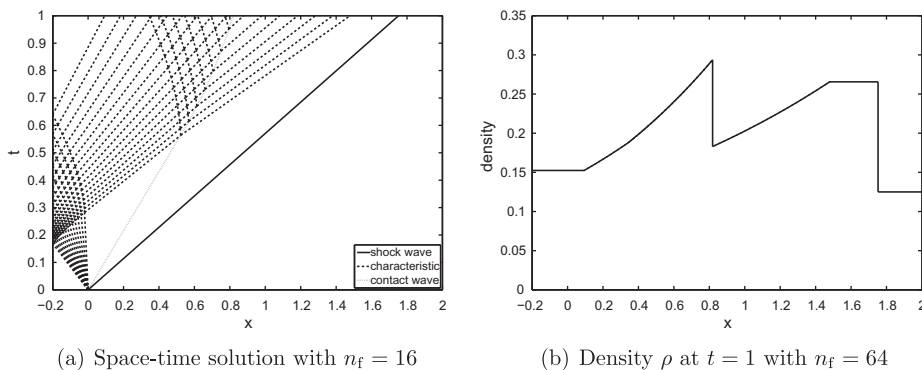 1
0.9
0.8
0.7
0.6
0.5
0.4
0.3
0.2
0.1
0
t
−0.2 0 0.2 0.4 0.6 0.8 1 1.2 1.4 1.6 1.8 2
x
shock wave
characteristic
contact wave
(a) Space-time solution with n_f = 16
0.35
0.3
0.25
0.2
0.15
0.1
0.05
0
density
−0.2 0 0.2 0.4 0.6 0.8 1 1.2 1.4 1.6 1.8 2
x
(b) Density ρ at t = 1 with n_f = 64